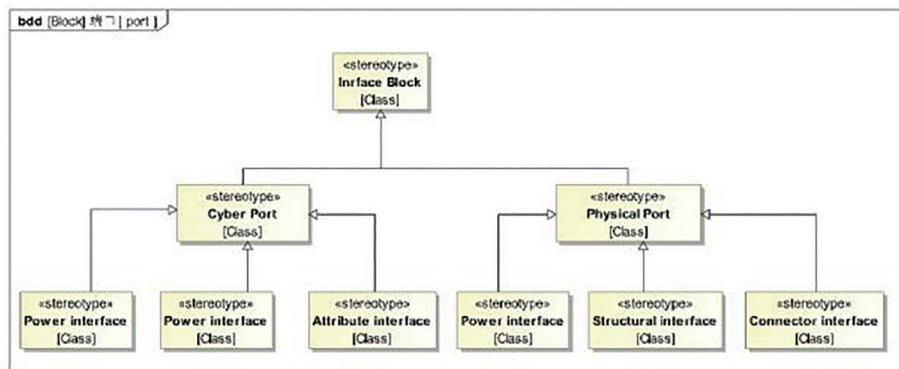 bdd [Block] 端口 [ port ]
«stereotype»
Inrface Block
[Class]
«stereotype»
Cyber Port
[Class]
«stereotype»
Physical Port
[Class]
«stereotype»
Power interface
[Class]
«stereotype»
Power interface
[Class]
«stereotype»
Attribute interface
[Class]
«stereotype»
Power interface
[Class]
«stereotype»
Structural interface
[Class]
«stereotype»
Connector interface
[Class]